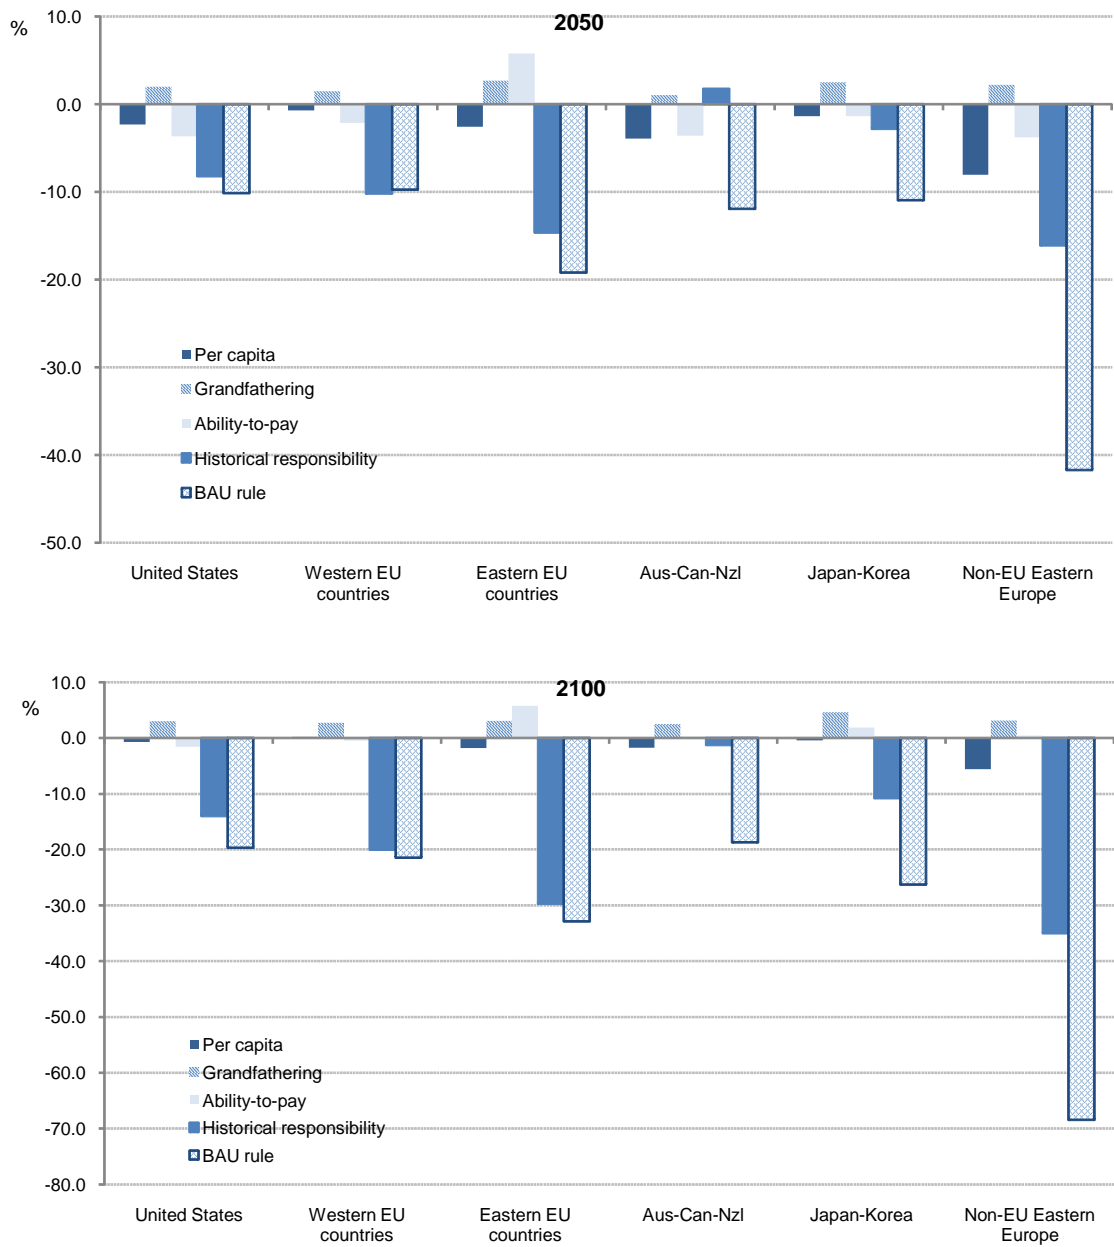 2050
%
10.0
0.0
-10.0
-20.0
-30.0
-40.0
-50.0
Per capita
Grandfathering
Ability-to-pay
Historical responsibility
BAU rule
United States
Western EU
countries
Eastern EU
countries
Aus-Can-Nzl
Japan-Korea
Non-EU Eastern
Europe
2100
%
10.0
0.0
-10.0
-20.0
-30.0
-40.0
-50.0
-60.0
-70.0
-80.0
Per capita
Grandfathering
Ability-to-pay
Historical responsibility
BAU rule
United States
Western EU
countries
Eastern EU
countries
Aus-Can-Nzl
Japan-Korea
Non-EU Eastern
Europe